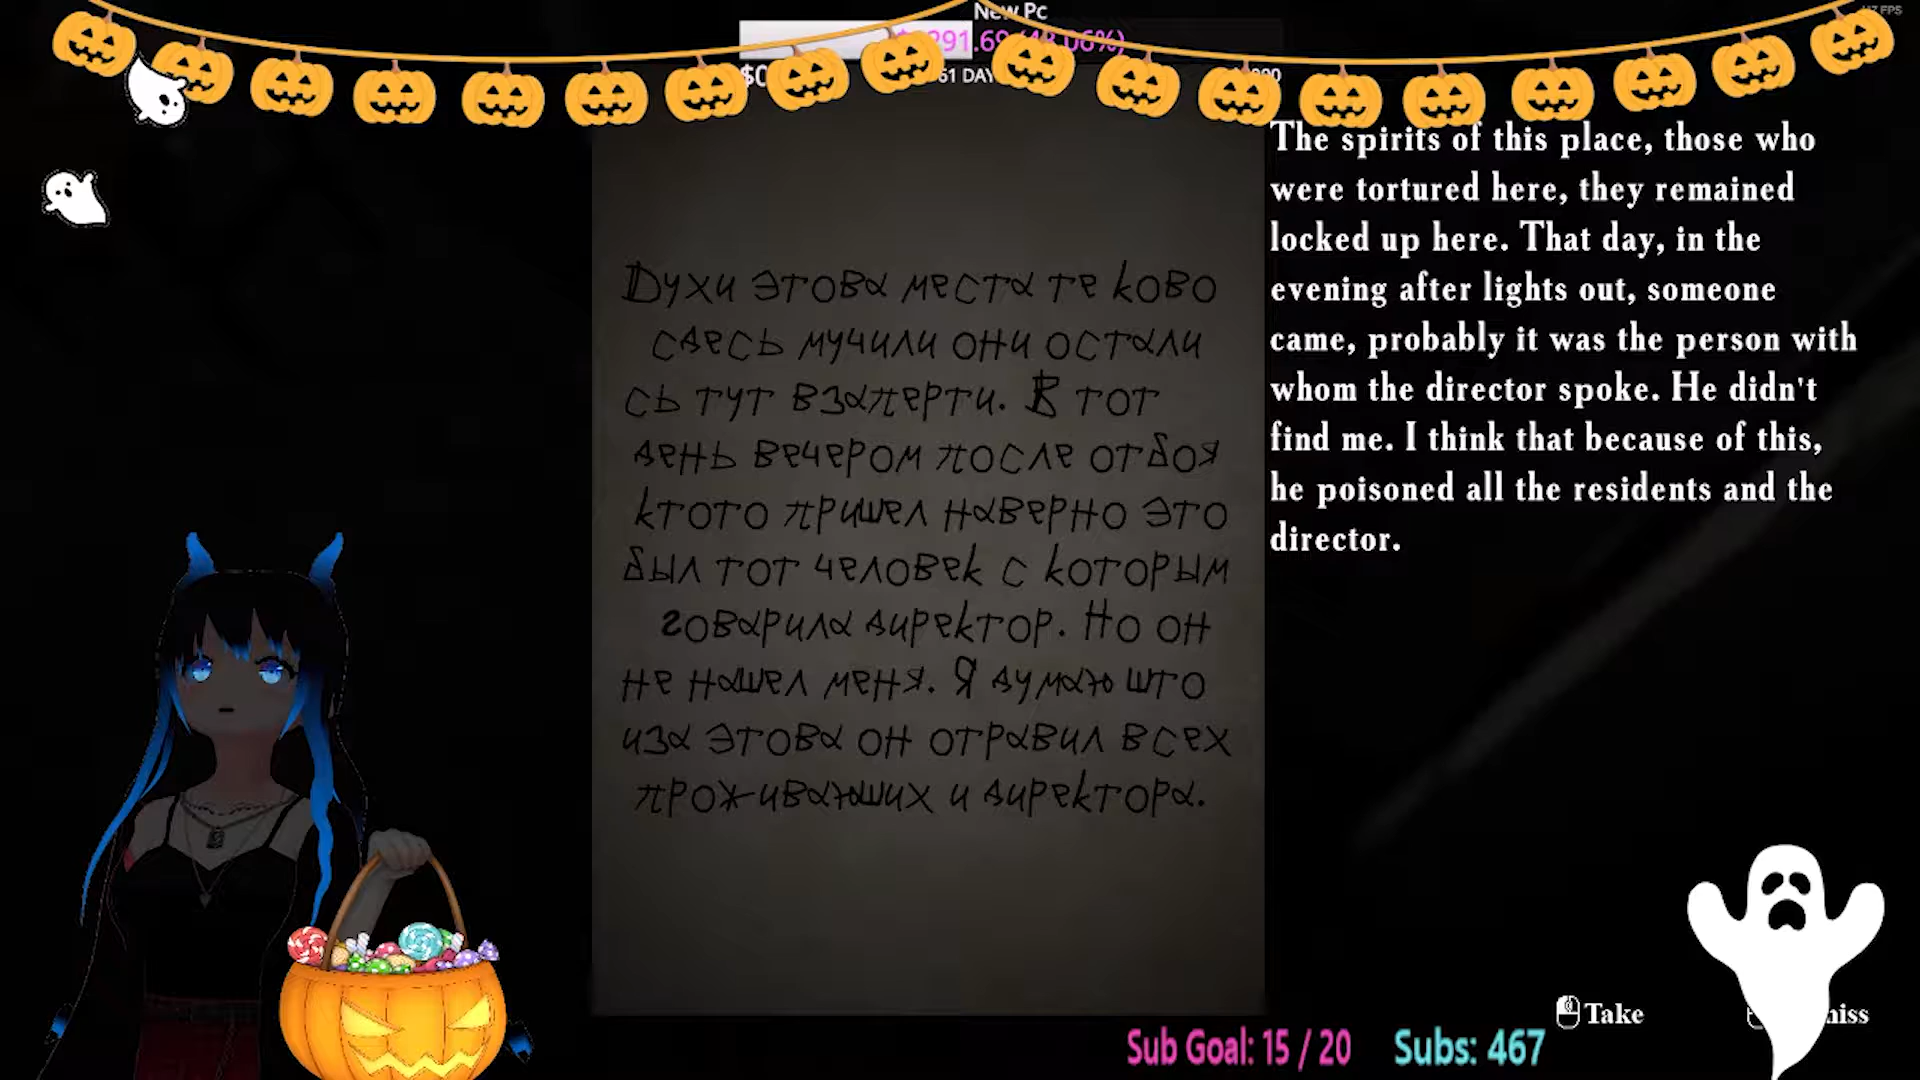 New Pc
FPS
61 DAY
The spirits of this place, those who
were tortured here, they remained
locked up here. That day, in the
evening after lights out, someone
came, probably it was the person with
whom the director spoke. He didn't
find me. I think that because of this,
he poisoned all the residents and the
director.
Духи этова места те ково
сдесь мучили они остали
сь тут взаперти. В тот
день вечером после отбоя
ктото пришел наверно это
был тот человек с которым
говарила директор. Но он
не нашел меня. Я думаю што
иза этова он отравил всех
проживаюших и директора.
Take
Sub Goal: 15 / 20
Subs: 467